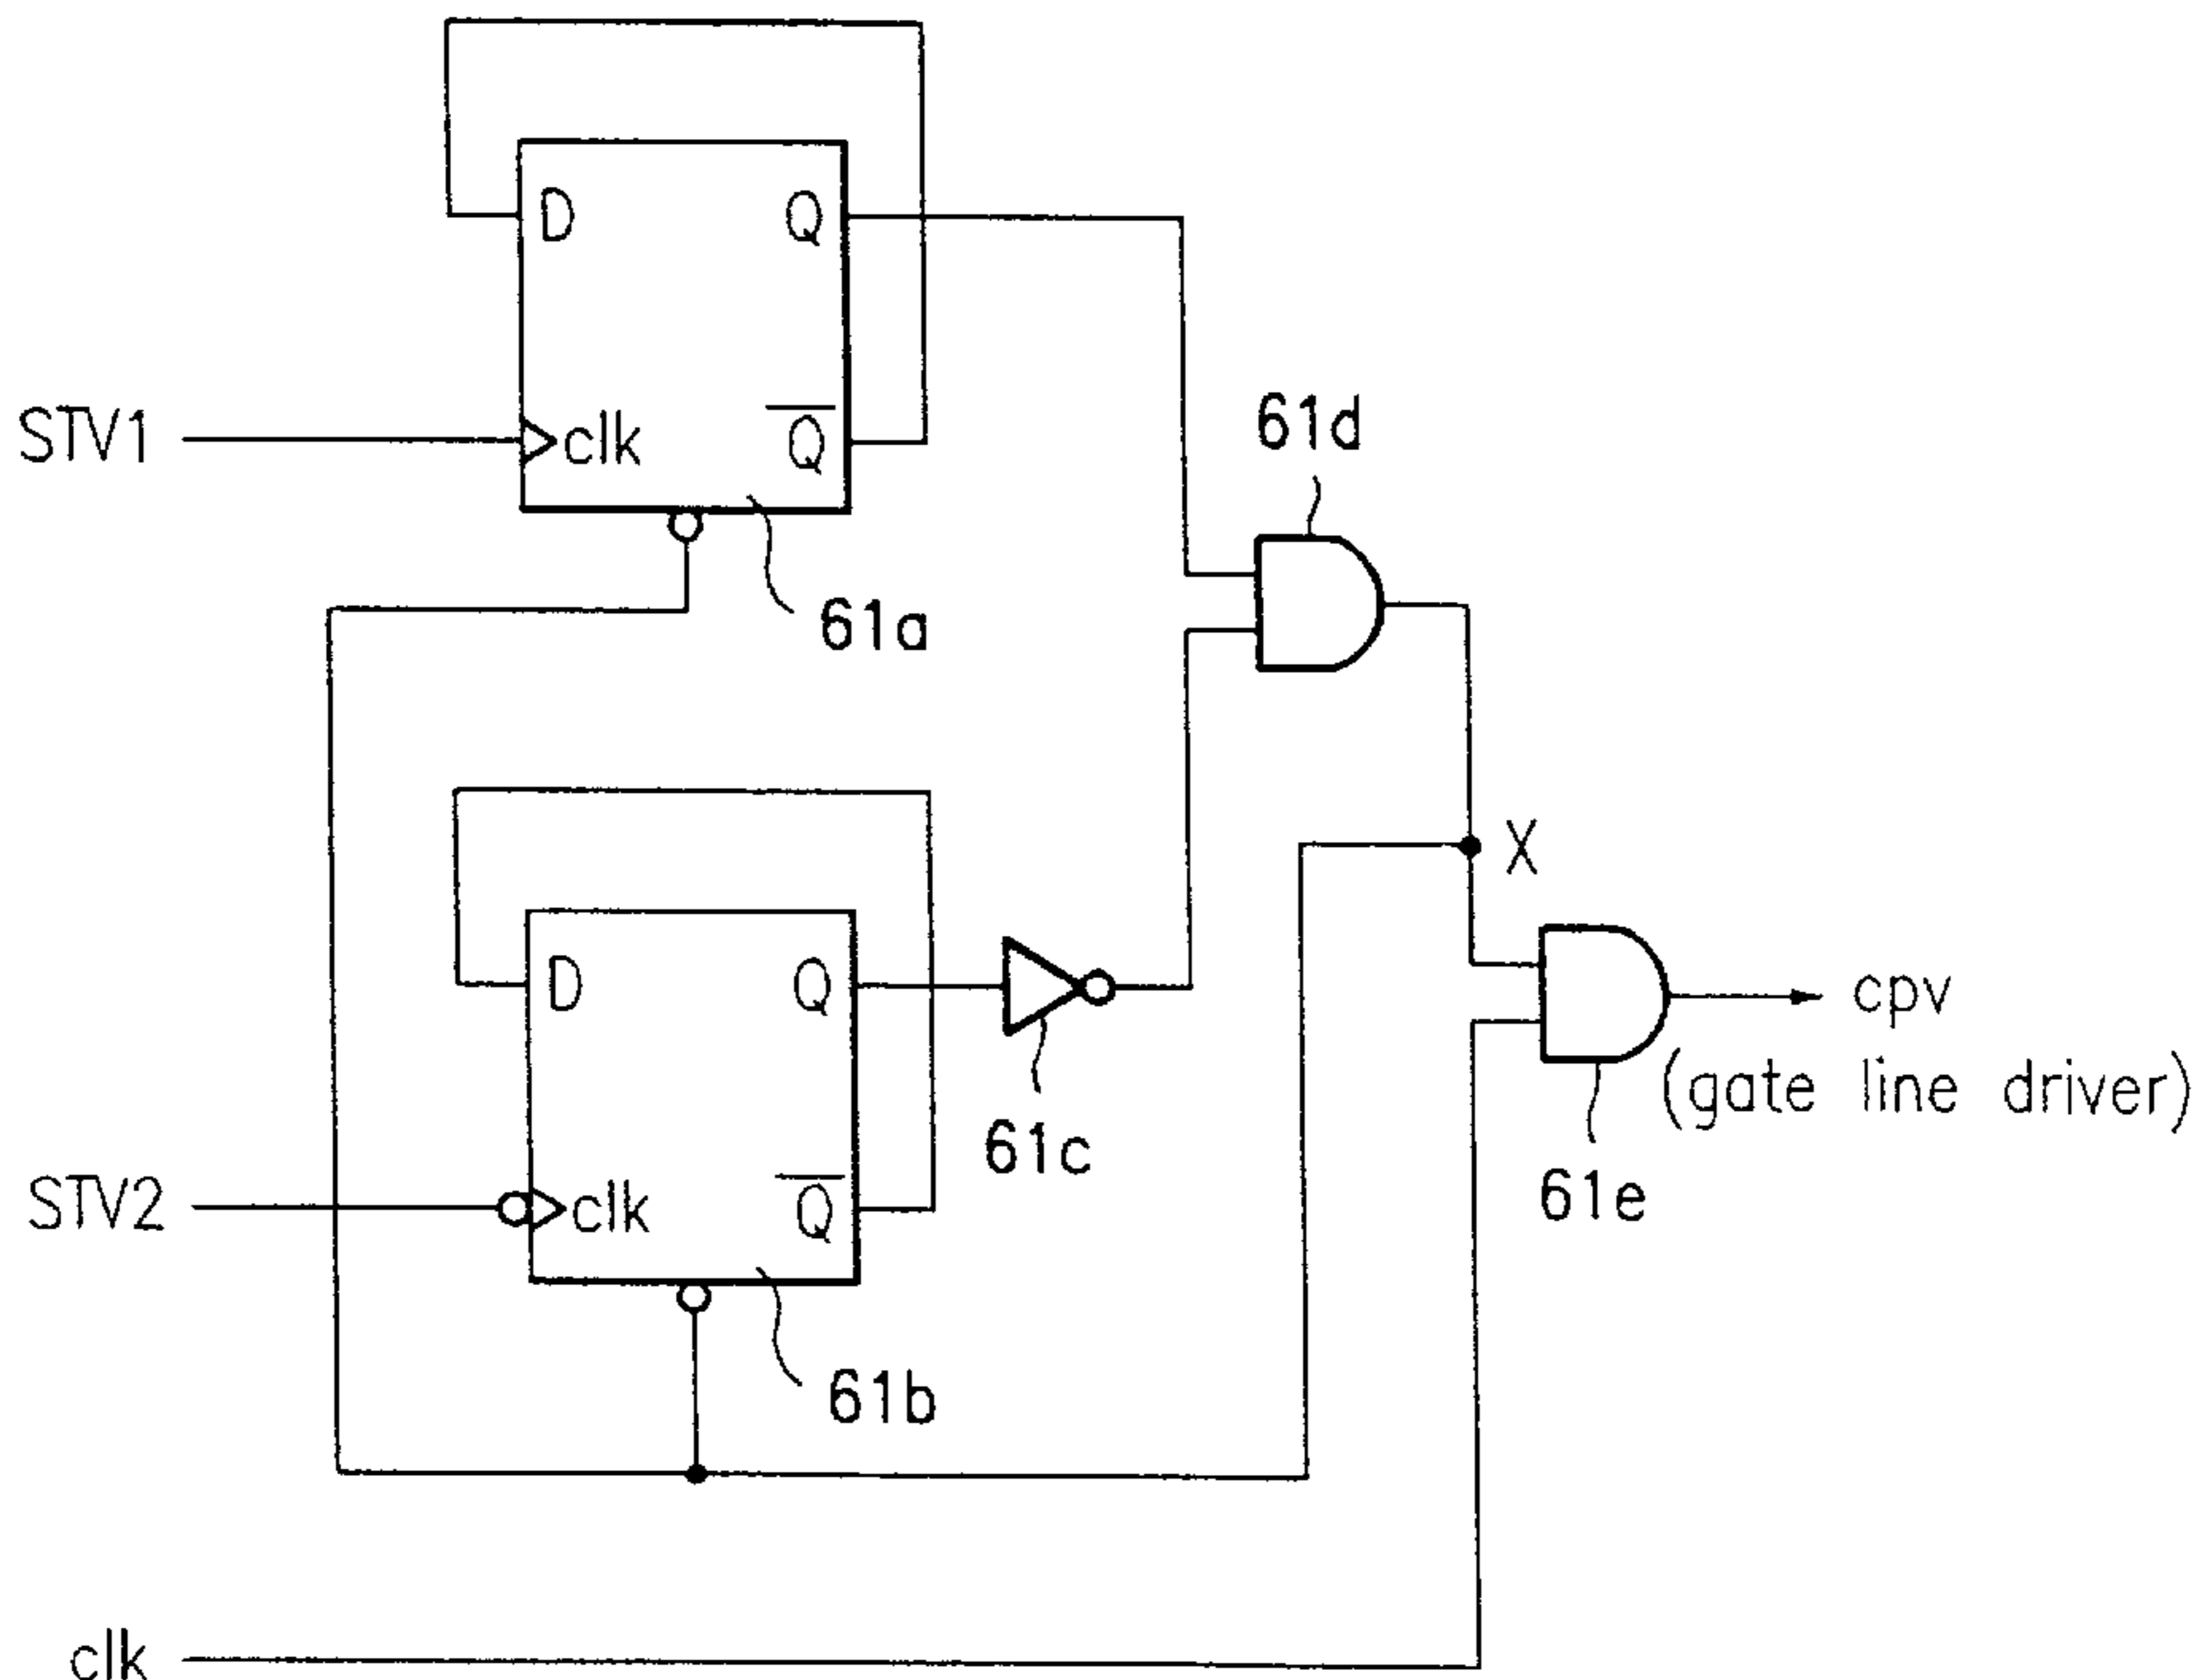 D
Q
STV1
clk
Q̅
61a
61d
X
D
Q
61c
STV2
clk
Q̅
61b
cpv
(gate line driver)
61e
clk